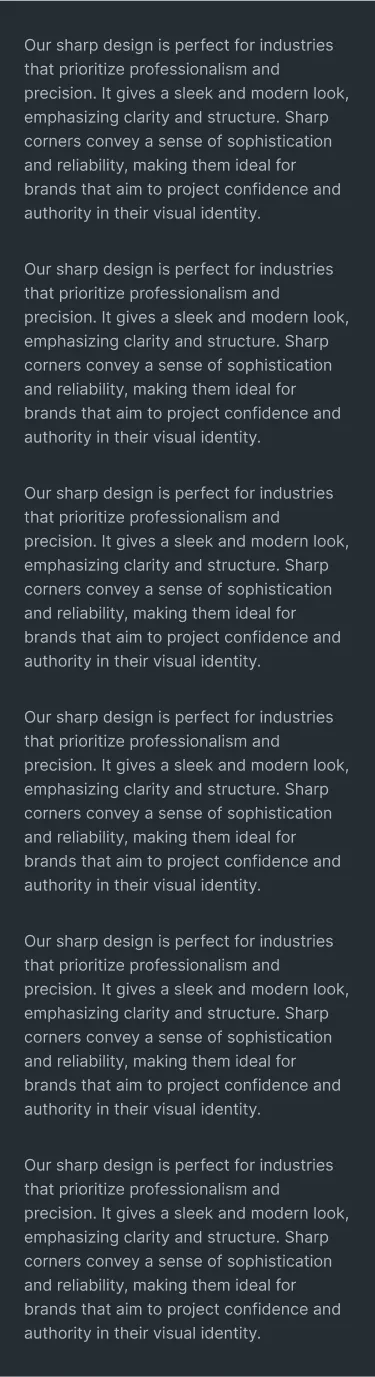 Our sharp design is perfect for industries
that prioritize professionalism and
precision. It gives a sleek and modern look,
emphasizing clarity and structure. Sharp
corners convey a sense of sophistication
and reliability, making them ideal for
brands that aim to project confidence and
authority in their visual identity.
Our sharp design is perfect for industries
that prioritize professionalism and
precision. It gives a sleek and modern look,
emphasizing clarity and structure. Sharp
corners convey a sense of sophistication
and reliability, making them ideal for
brands that aim to project confidence and
authority in their visual identity.
Our sharp design is perfect for industries
that prioritize professionalism and
precision. It gives a sleek and modern look,
emphasizing clarity and structure. Sharp
corners convey a sense of sophistication
and reliability, making them ideal for
brands that aim to project confidence and
authority in their visual identity.
Our sharp design is perfect for industries
that prioritize professionalism and
precision. It gives a sleek and modern look,
emphasizing clarity and structure. Sharp
corners convey a sense of sophistication
and reliability, making them ideal for
brands that aim to project confidence and
authority in their visual identity.
Our sharp design is perfect for industries
that prioritize professionalism and
precision. It gives a sleek and modern look,
emphasizing clarity and structure. Sharp
corners convey a sense of sophistication
and reliability, making them ideal for
brands that aim to project confidence and
authority in their visual identity.
Our sharp design is perfect for industries
that prioritize professionalism and
precision. It gives a sleek and modern look,
emphasizing clarity and structure. Sharp
corners convey a sense of sophistication
and reliability, making them ideal for
brands that aim to project confidence and
authority in their visual identity.